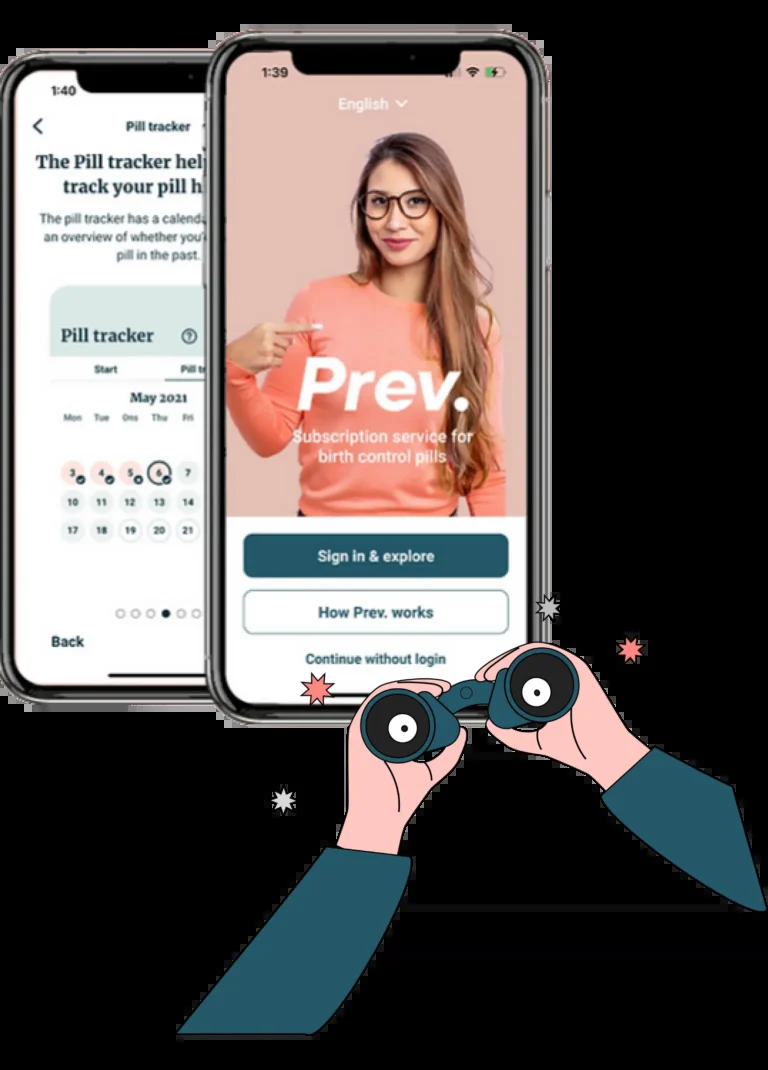 1:40
Pill tracker
The Pill tracker hel
track your pill h
The pill tracker has a calend
an overview of whether you'
pill in the past.
Pill tracker ?
Start Pill tr
May 2021
Mon Tue Ons Thu Fri
3 4 5 6 7
10 11 12 13 14
17 18 19 20 21
Back
1:39
English
Prev.
Subscription service for
birth control pills
Sign in & explore
How Prev. works
Continue without login